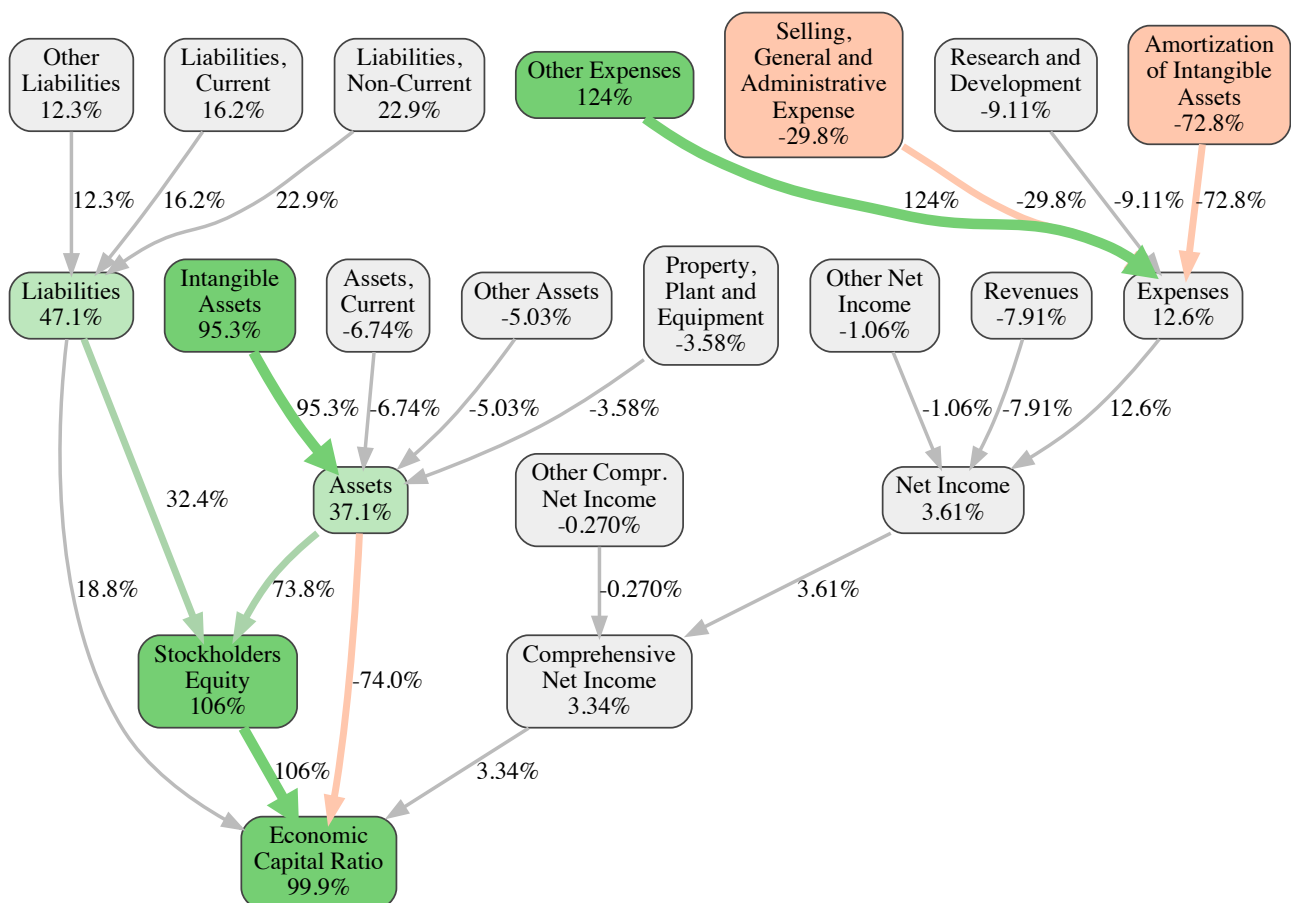 Other
Liabilities
12.3%
Liabilities,
Current
16.2%
Liabilities,
Non-Current
22.9%
Other Expenses
124%
Selling,
General and
Administrative
Expense
-29.8%
Research and
Development
-9.11%
Amortization
of Intangible
Assets
-72.8%
12.3%
16.2%
22.9%
124%
-29.8%
-9.11%
-72.8%
Liabilities
47.1%
Intangible
Assets
95.3%
Assets,
Current
-6.74%
Other Assets
-5.03%
Property,
Plant and
Equipment
-3.58%
Other Net
Income
-1.06%
Revenues
-7.91%
Expenses
12.6%
95.3%
-6.74%
-5.03%
-3.58%
-1.06%
-7.91%
12.6%
32.4%
Assets
37.1%
Other Compr.
Net Income
-0.270%
Net Income
3.61%
18.8%
73.8%
-0.270%
3.61%
Stockholders
Equity
106%
-74.0%
Comprehensive
Net Income
3.34%
106%
3.34%
Economic
Capital Ratio
99.9%